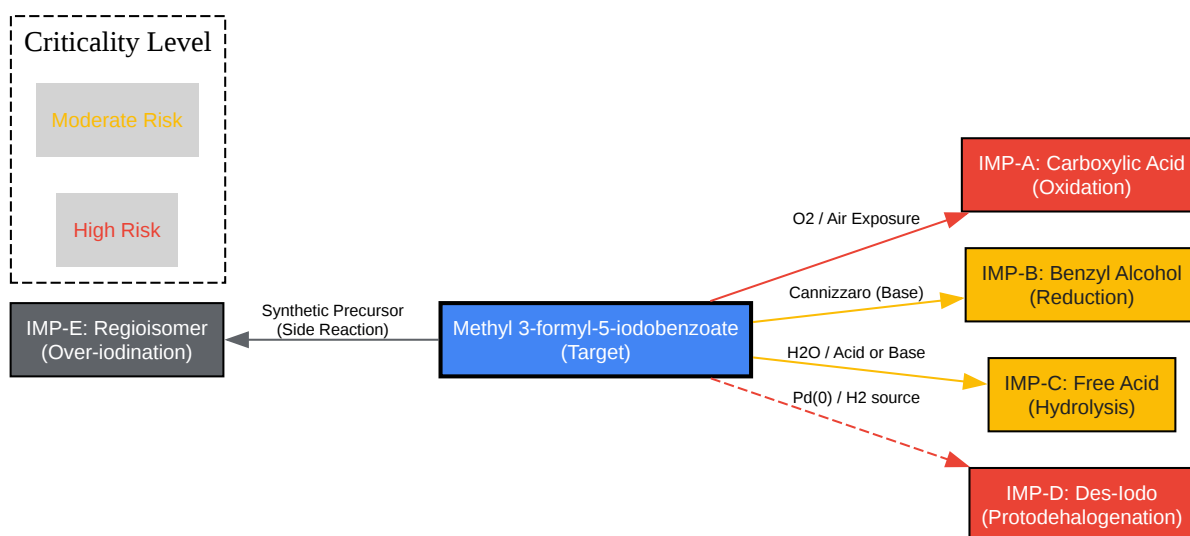 Criticality Level
Moderate Risk
High Risk
IMP-E: Regioisomer
(Over-iodination)
Synthetic Precursor
(Side Reaction)
Methyl 3-formyl-5-iodobenzoate
(Target)
O2 / Air Exposure
Cannizzaro (Base)
H2O / Acid or Base
Pd(0) / H2 source
IMP-A: Carboxylic Acid
(Oxidation)
IMP-B: Benzyl Alcohol
(Reduction)
IMP-C: Free Acid
(Hydrolysis)
IMP-D: Des-Iodo
(Protodehalogenation)